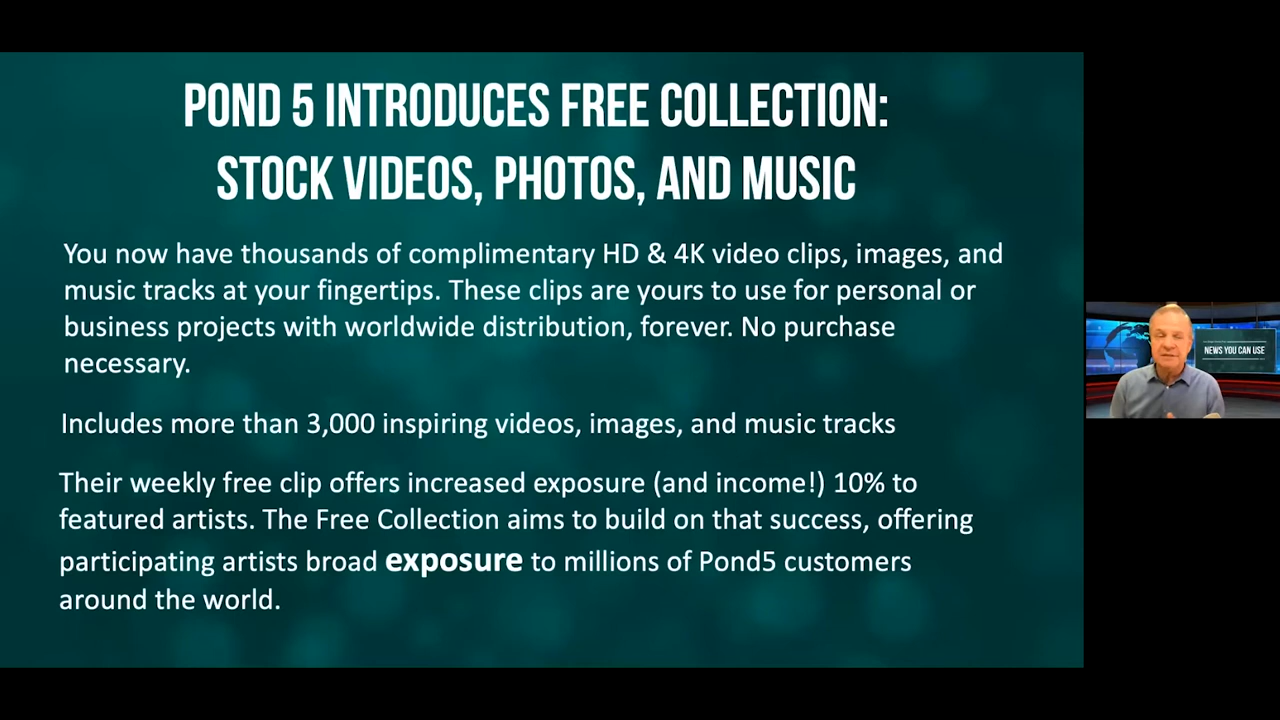 POND 5 INTRODUCES FREE COLLECTION:
STOCK VIDEOS, PHOTOS, AND MUSIC
You now have thousands of complimentary HD & 4K video clips, images, and
music tracks at your fingertips. These clips are yours to use for personal or
business projects with worldwide distribution, forever. No purchase
necessary.
Includes more than 3,000 inspiring videos, images, and music tracks
Their weekly free clip offers increased exposure (and income!) 10% to
featured artists. The Free Collection aims to build on that success, offering
participating artists broad exposure to millions of Pond5 customers
around the world.
NEWS YOU CAN USE